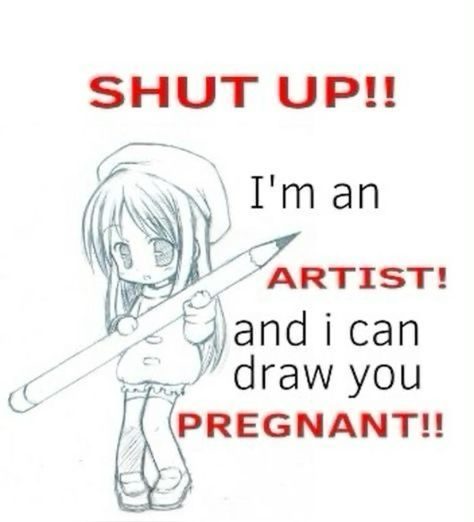 SHUT UP!!
I'm an
ARTIST!
and i can
draw you
PREGNANT!!